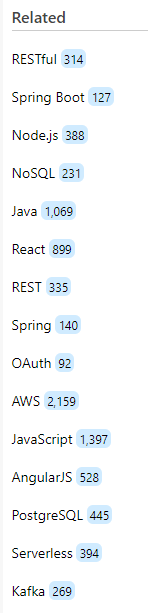 Related
RESTful 314
Spring Boot 127
Node.js 388
NoSQL 231
Java 1,069
React 899
REST 335
Spring 140
OAuth 92
AWS 2,159
JavaScript 1,397
AngularJS 528
PostgreSQL 445
Serverless 394
Kafka 269